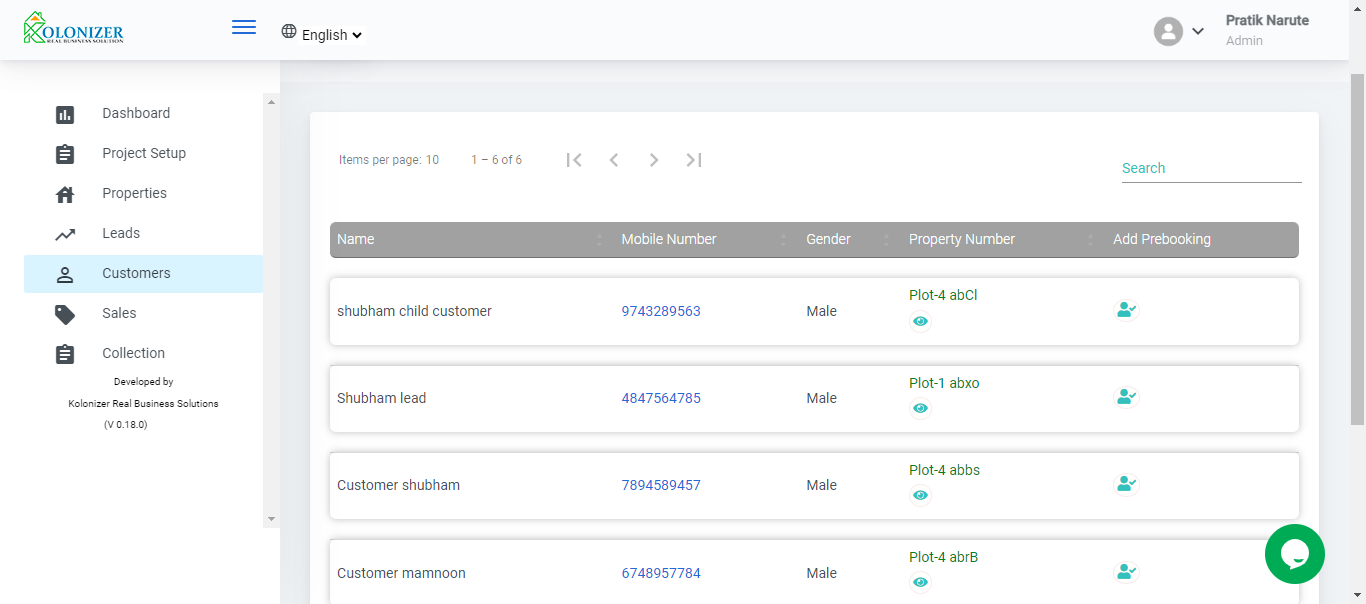 KOLONIZER
REAL BUSINESS SOLUTION
English
Pratik Narute
Admin
Dashboard
Project Setup
Properties
Leads
Customers
Sales
Collection
Developed by
Kolonizer Real Business Solutions
(V 0.18.0)
Items per page: 10 1 – 6 of 6
Search
Name Mobile Number Gender Property Number Add Prebooking
shubham child customer 9743289563 Male Plot-4 abCl
Shubham lead 4847564785 Male Plot-1 abxo
Customer shubham 7894589457 Male Plot-4 abbs
Customer mamnoon 6748957784 Male Plot-4 abrB